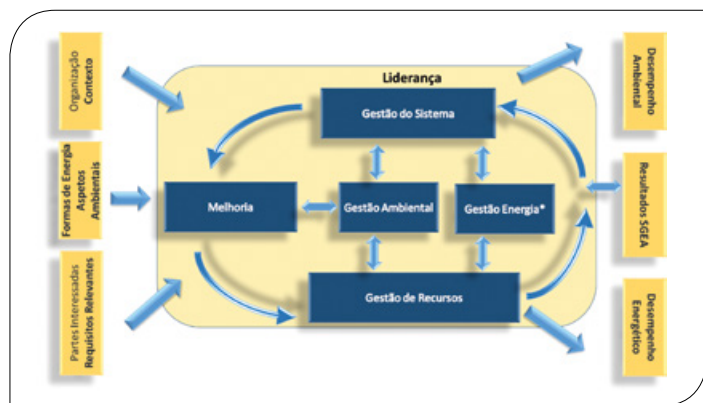 Organização
Contexto
Formas de Energia
Aspetos
Ambientais
Partes Interessadas
Requisitos Relevantes
Liderança
Gestão do Sistema
Melhoria
Gestão Ambiental
Gestão Energia*
Gestão de Recursos
Desempenho
Ambiental
Resultados SGEA
Desempenho
Energético